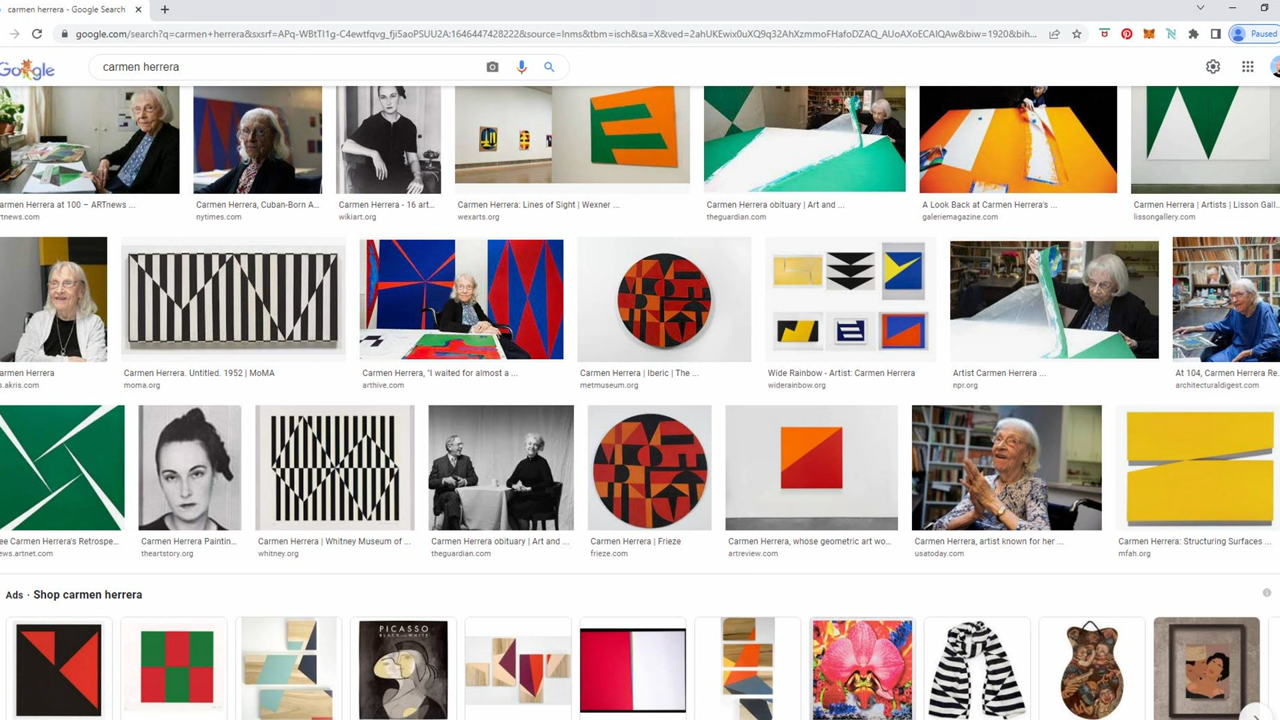 carmen herrera - Google Search
google.com/search?q=carmen+herrera&sxsrf=APq-WBtTI1g-C4ewtfqvg_fji5aoPSUU2A:1646447428222&source=lnms&tbm=isch&sa=X&ved=2ahUKEwix0uXQ9q32AhXzmmoFHafoDZAQ_AUoAXoECAIQAw&biw=1920&bih...
Paused
Google
carmen herrera
armen Herrera at 100 – ARTnews ...
Carmen Herrera, Cuban-Born A...
Carmen Herrera - 16 art...
Carmen Herrera: Lines of Sight | Wexner ...
Carmen Herrera obituary | Art and ...
A Look Back at Carmen Herrera's ...
Carmen Herrera | Artists | Lisson Gall...
rtnews.com
nytimes.com
wikiart.org
wexarts.org
theguardian.com
galeriemagazine.com
lissongallery.com
armen Herrera
Carmen Herrera. Untitled. 1952 | MoMA
Carmen Herrera, "I waited for almost a ...
Carmen Herrera | Iberic | The ...
Wide Rainbow - Artist: Carmen Herrera
Artist Carmen Herrera ...
At 104, Carmen Herrera Re...
s.akris.com
moma.org
arthive.com
metmuseum.org
widerainbow.org
npr.org
architecturaldigest.com
ee Carmen Herrera's Retrospe...
Carmen Herrera Paintin...
Carmen Herrera | Whitney Museum of ...
Carmen Herrera obituary | Art and ...
Carmen Herrera | Frieze
Carmen Herrera, whose geometric art wo...
Carmen Herrera, artist known for her ...
Carmen Herrera: Structuring Surfaces ...
ews.artnet.com
theartstory.org
whitney.org
theguardian.com
frieze.com
artreview.com
usatoday.com
mfah.org
Ads · Shop carmen herrera
PICASSO
BLACK AND WHITE